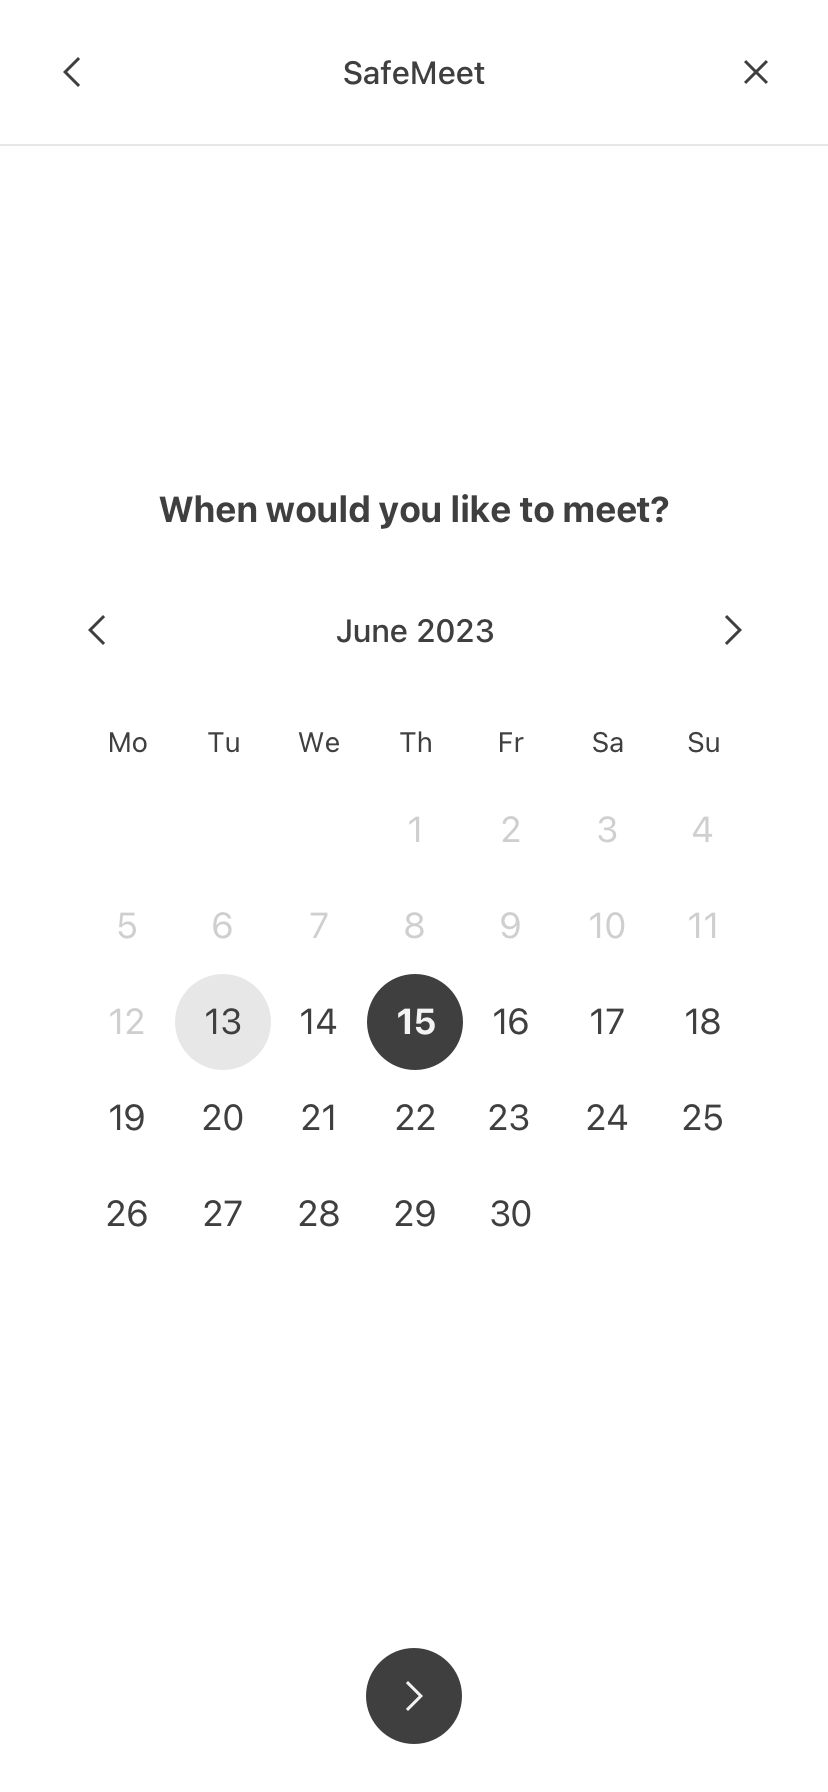 SafeMeet
When would you like to meet?
June 2023
Mo Tu We Th Fr Sa Su
1 2 3 4
5 6 7 8 9 10 11
12 13 14 15 16 17 18
19 20 21 22 23 24 25
26 27 28 29 30